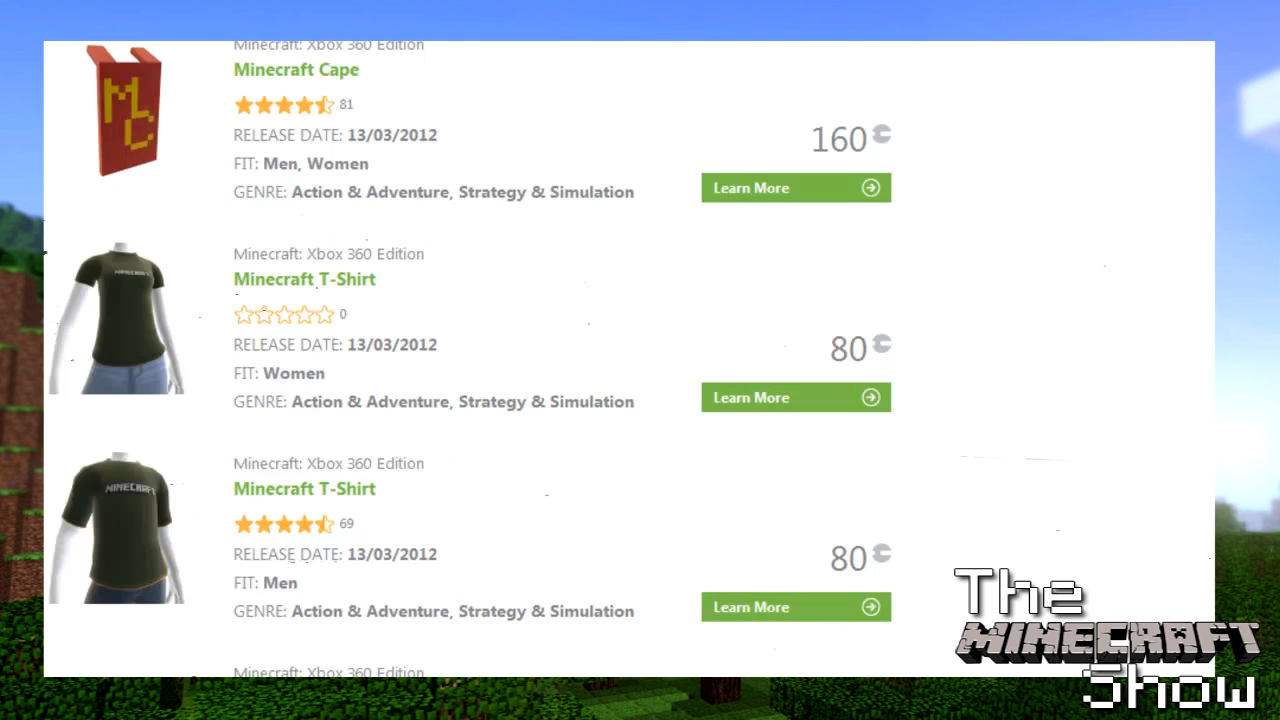 Minecraft: Xbox 360 Edition
Minecraft Cape
81
RELEASE DATE: 13/03/2012
160
FIT: Men, Women
Learn More
GENRE: Action & Adventure, Strategy & Simulation
MC
Minecraft: Xbox 360 Edition
Minecraft T-Shirt
MINECRAFT
0
RELEASE DATE: 13/03/2012
80
FIT: Women
Learn More
GENRE: Action & Adventure, Strategy & Simulation
Minecraft: Xbox 360 Edition
Minecraft T-Shirt
MINECRAFT
69
RELEASE DATE: 13/03/2012
80
FIT: Men
Learn More
GENRE: Action & Adventure, Strategy & Simulation
Minecraft: Xbox 360 Edition
The
MINECRAFT
Show